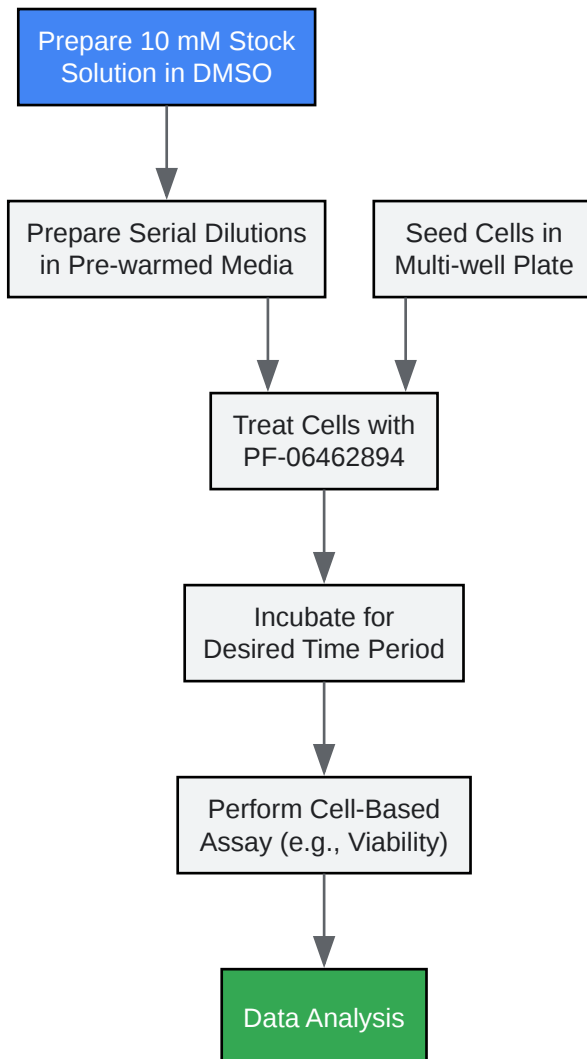 Prepare 10 mM Stock
Solution in DMSO
Prepare Serial Dilutions
in Pre-warmed Media
Seed Cells in
Multi-well Plate
Treat Cells with
PF-06462894
Incubate for
Desired Time Period
Perform Cell-Based
Assay (e.g., Viability)
Data Analysis